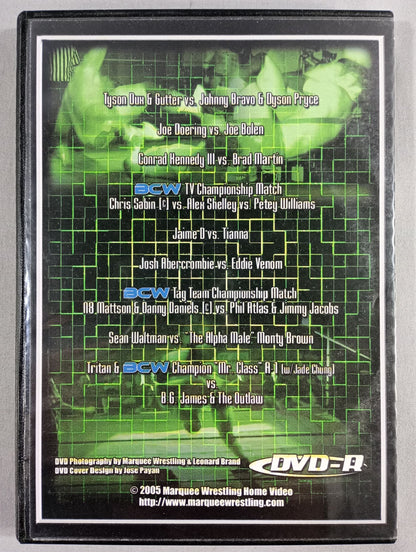 Tyson Dux & Gutter vs. Johnny Bravo & Dyson Pryce
Joe Doering vs. Joe Bolen
Conrad Kennedy III vs. Brad Martin
BCW TV Championship Match
Chris Sabin (c) vs. Alex Shelley vs. Petey Williams
Jaime D vs. Tianna
Josh Abercrombie vs. Eddie Venom
BCW Tag Team Championship Match
N8 Mattson & Danny Daniels (c) vs. Phil Atlas & Jimmy Jacobs
Sean Waltman vs. "The Alpha Male" Monty Brown
Tritan & BCW Champion "Mr. Class" A-1 (w/ Jade Chung)
vs.
B.G. James & The Outlaw
DVD Photography by Marquee Wrestling & Leonard Brand
DVD Cover Design by Jose Payan
DVD-R
© 2005 Marquee Wrestling Home Video
http://www.marqueewrestling.com